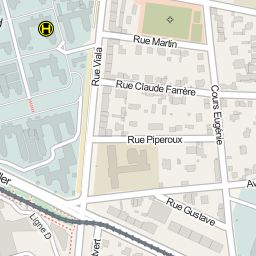 H
Rue Martin
Rue Viala
Rue Claude Farrère
Cours Eugénie
Rue Piperoux
Rue Gustave
Ligne D